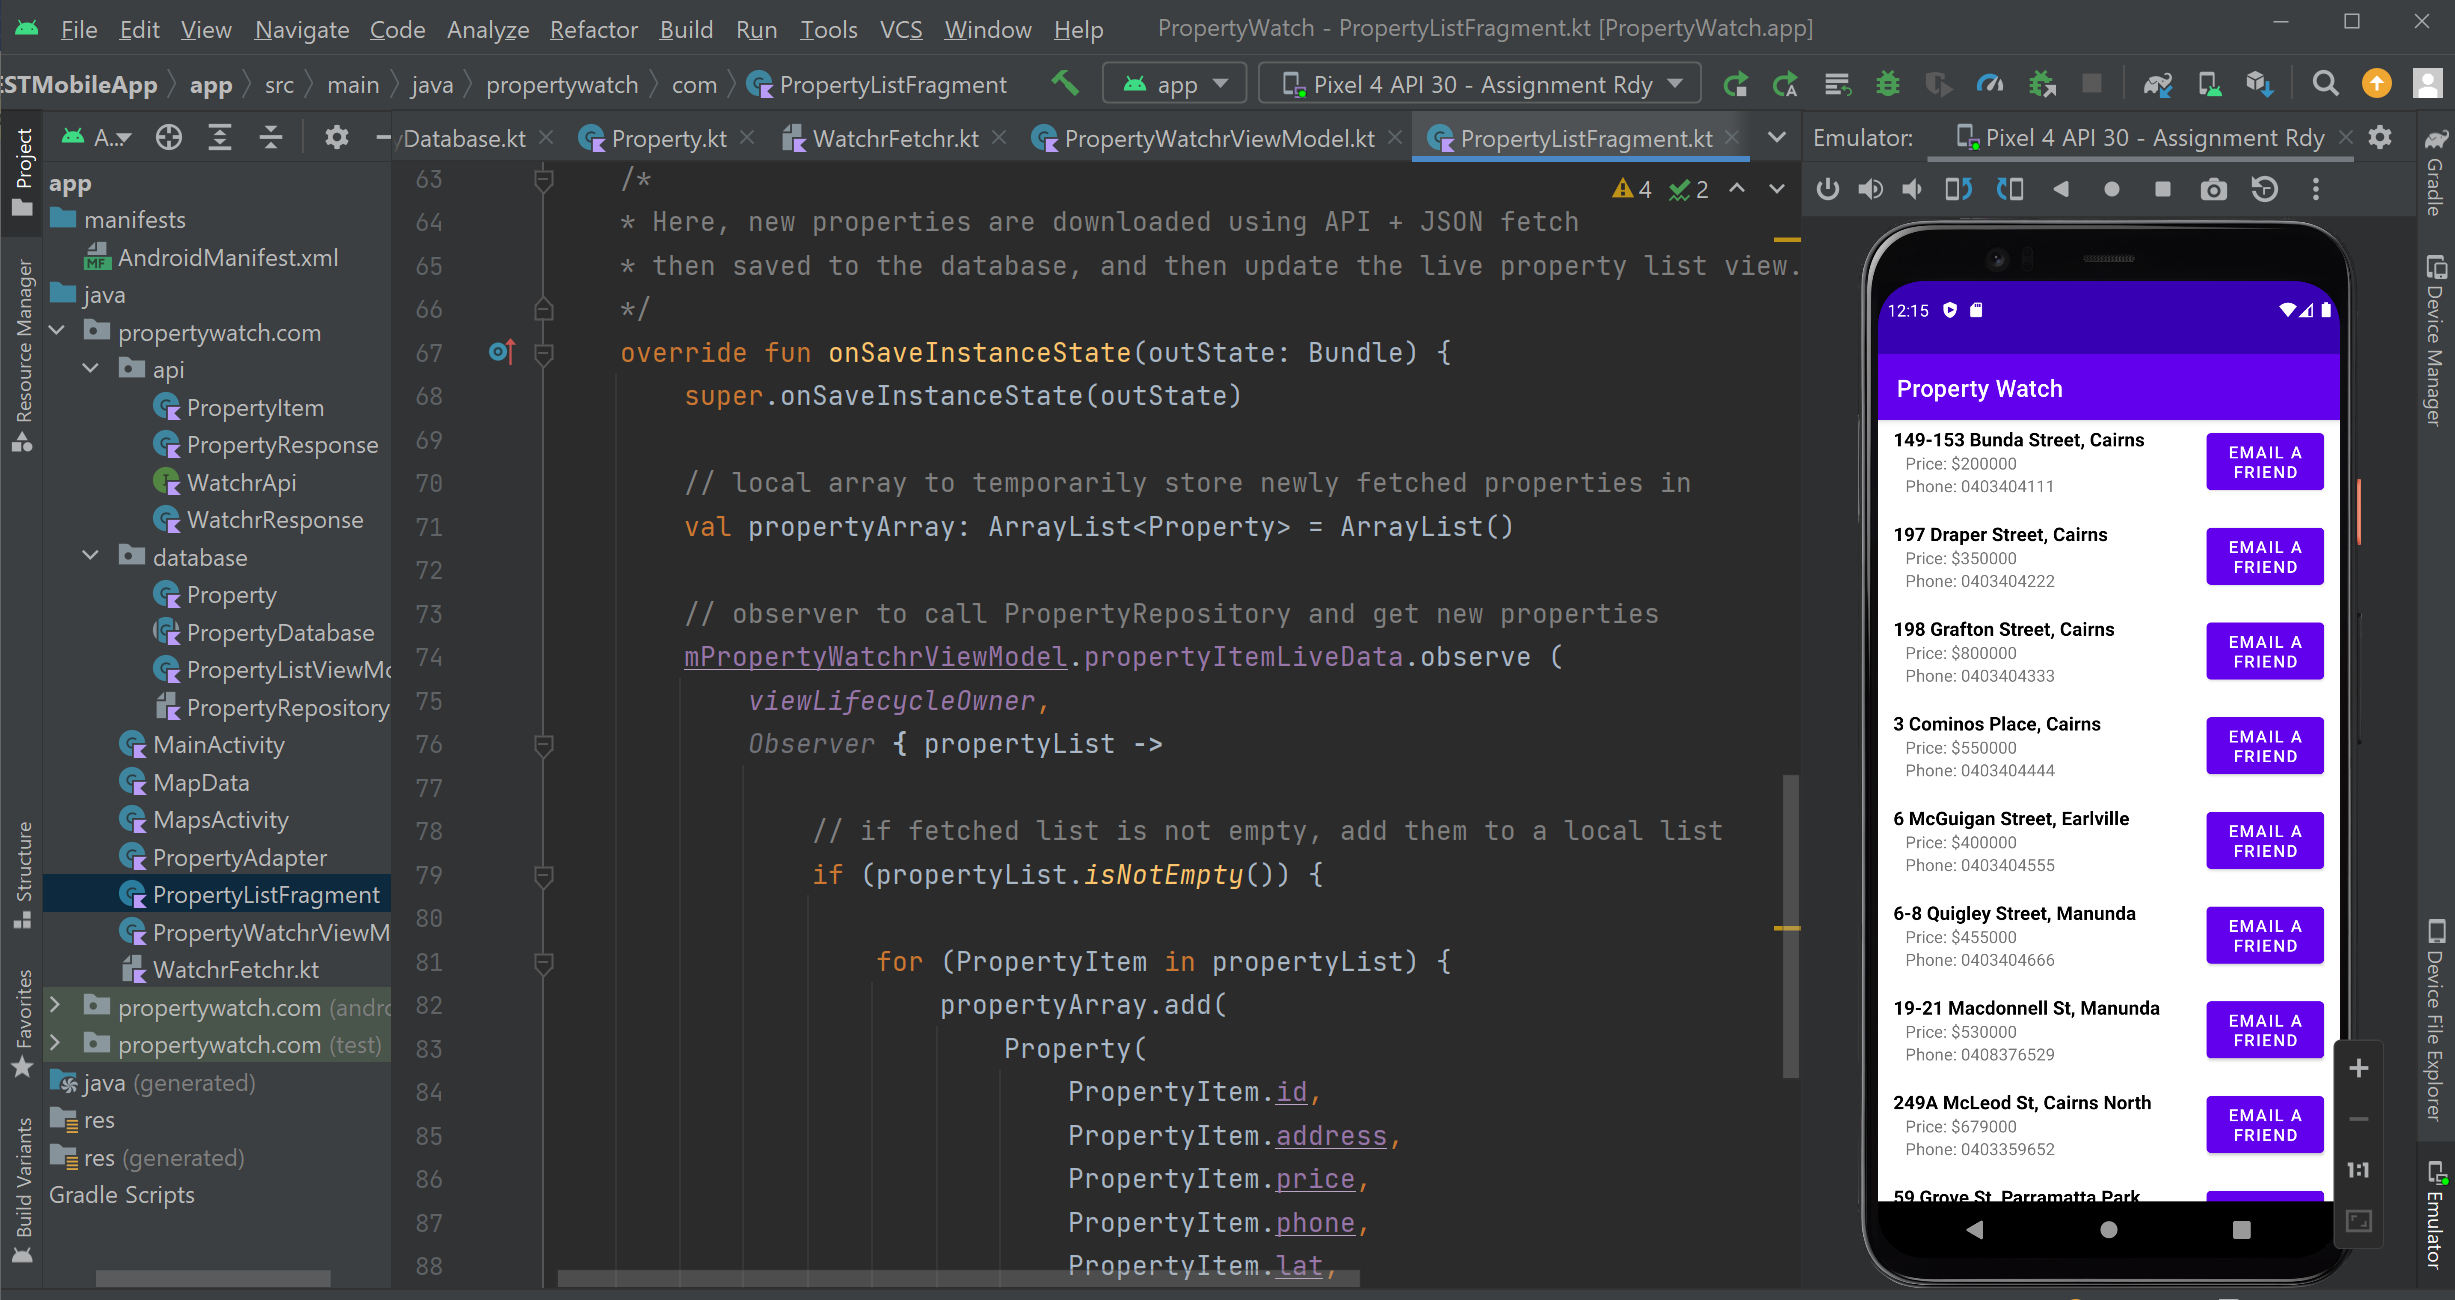 File Edit View Navigate Code Analyze Refactor Build Run Tools VCS Window Help PropertyWatch - PropertyListFragment.kt [PropertyWatch.app]
STMobileApp app src main java propertywatch com PropertyListFragment app Pixel 4 API 30 - Assignment Rdy
A... yDatabase.kt Property.kt WatchrFetchr.kt PropertyWatchrViewModel.kt PropertyListFragment.kt Emulator: Pixel 4 API 30 - Assignment Rdy
Project
Resource Manager
Structure
Favorites
Build Variants
app
manifests
MF AndroidManifest.xml
java
propertywatch.com
api
PropertyItem
PropertyResponse
WatchrApi
WatchrResponse
database
Property
PropertyDatabase
PropertyListViewMo
PropertyRepository
MainActivity
MapData
MapsActivity
PropertyAdapter
PropertyListFragment
PropertyWatchrViewM
WatchrFetchr.kt
propertywatch.com (andro
propertywatch.com (test)
java (generated)
res
res (generated)
Gradle Scripts
4 2
63 /*
64 * Here, new properties are downloaded using API + JSON fetch
65 * then saved to the database, and then update the live property list view.
66 */
67 override fun onSaveInstanceState(outState: Bundle) {
68 super.onSaveInstanceState(outState)
69
70 // local array to temporarily store newly fetched properties in
71 val propertyArray: ArrayList<Property> = ArrayList()
72
73 // observer to call PropertyRepository and get new properties
74 mPropertyWatchrViewModel.propertyItemLiveData.observe (
75 viewLifecycleOwner,
76 Observer { propertyList ->
77
78 // if fetched list is not empty, add them to a local list
79 if (propertyList.isNotEmpty()) {
80
81 for (PropertyItem in propertyList) {
82 propertyArray.add(
83 Property(
84 PropertyItem.id,
85 PropertyItem.address,
86 PropertyItem.price,
87 PropertyItem.phone,
88 PropertyItem.lat,
12:15
Property Watch
149-153 Bunda Street, Cairns
Price: $200000
Phone: 0403404111
EMAIL A
FRIEND
197 Draper Street, Cairns
Price: $350000
Phone: 0403404222
EMAIL A
FRIEND
198 Grafton Street, Cairns
Price: $800000
Phone: 0403404333
EMAIL A
FRIEND
3 Cominos Place, Cairns
Price: $550000
Phone: 0403404444
EMAIL A
FRIEND
6 McGuigan Street, Earlville
Price: $400000
Phone: 0403404555
EMAIL A
FRIEND
6-8 Quigley Street, Manunda
Price: $455000
Phone: 0403404666
EMAIL A
FRIEND
19-21 Macdonnell St, Manunda
Price: $530000
Phone: 0408376529
EMAIL A
FRIEND
249A McLeod St, Cairns North
Price: $679000
Phone: 0403359652
EMAIL A
FRIEND
59 Grove St, Parramatta Park
1:1
Gradle
Device Manager
Device File Explorer
Emulator